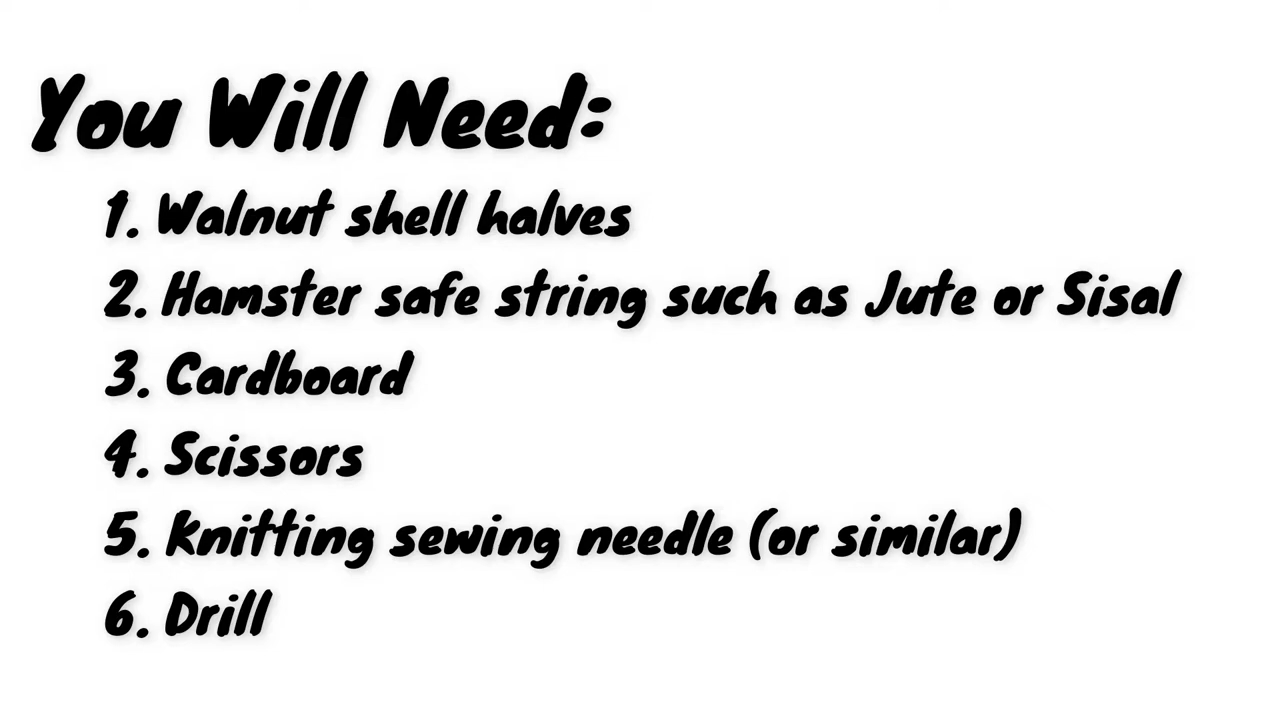 You Will Need:
1. Walnut shell halves
2. Hamster safe string such as Jute or Sisal
3. Cardboard
4. Scissors
5. Knitting sewing needle (or similar)
6. Drill